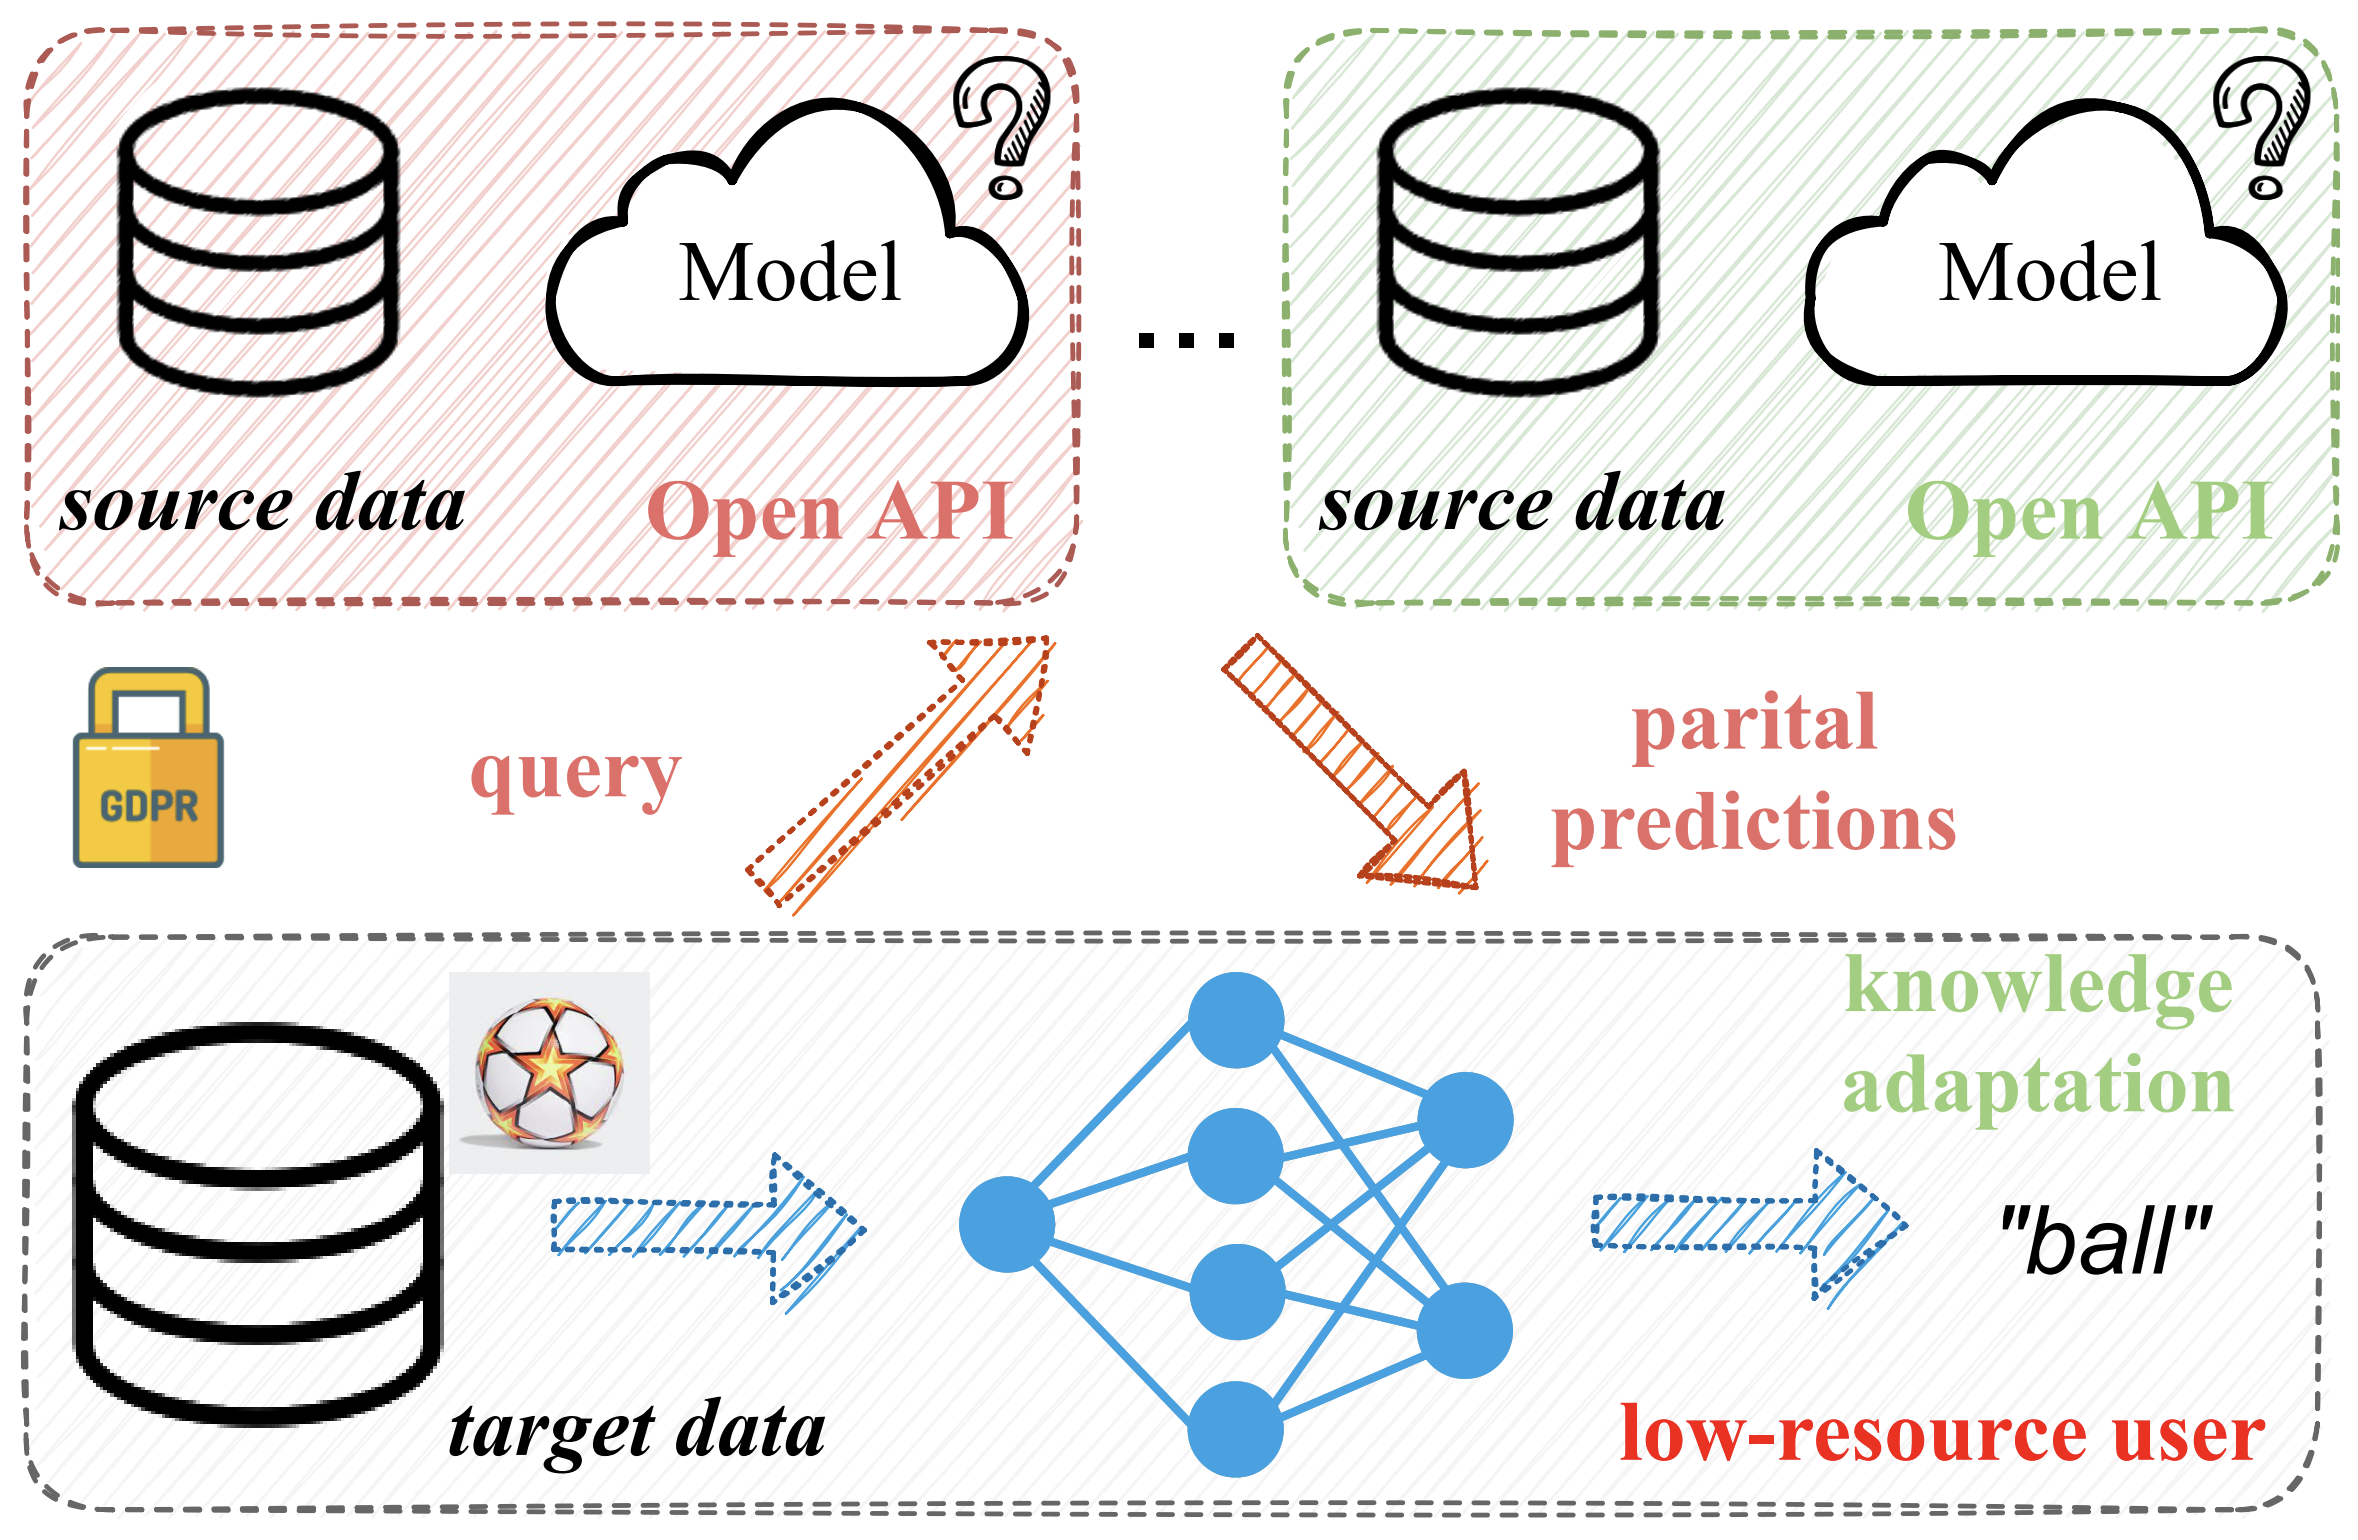 Model
source data
Open API
...
Model
source data
Open API
GDPR
query
parital
predictions
knowledge
adaptation
"ball"
target data
low-resource user